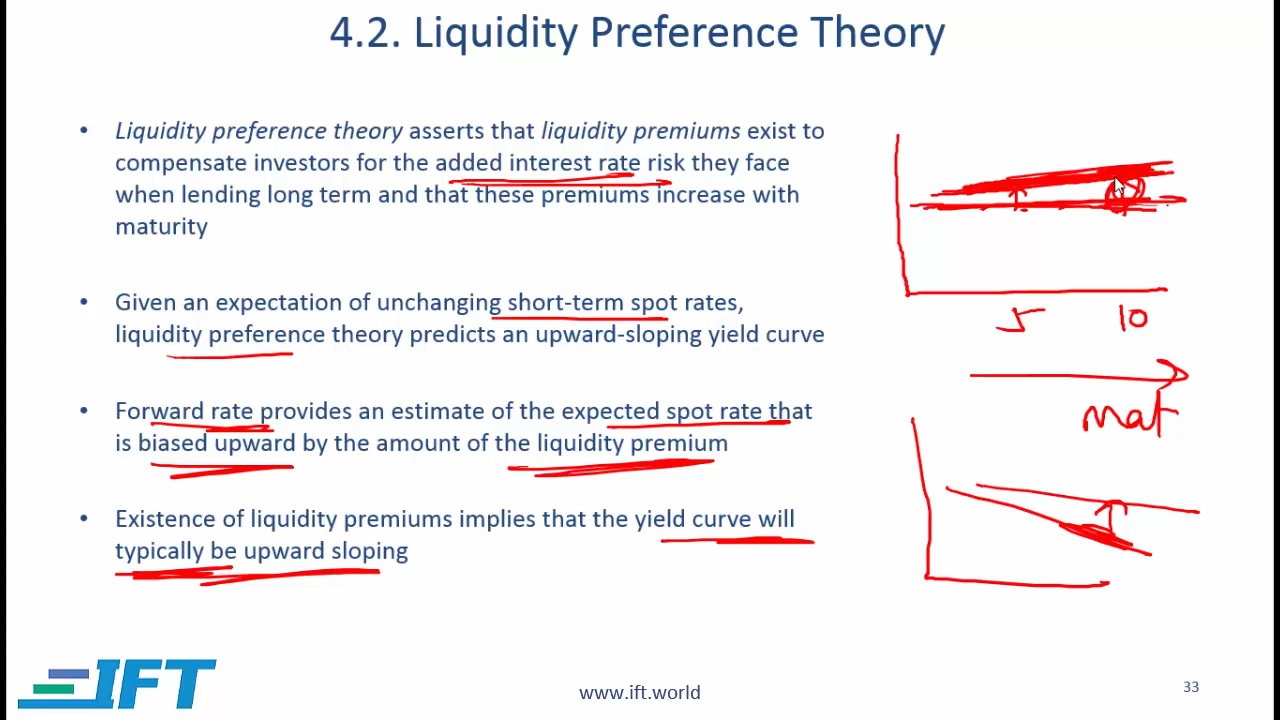 4.2. Liquidity Preference Theory
• Liquidity preference theory asserts that liquidity premiums exist to
compensate investors for the added interest rate risk they face
when lending long term and that these premiums increase with
maturity
• Given an expectation of unchanging short-term spot rates,
liquidity preference theory predicts an upward-sloping yield curve
• Forward rate provides an estimate of the expected spot rate that
is biased upward by the amount of the liquidity premium
• Existence of liquidity premiums implies that the yield curve will
typically be upward sloping
5 10
mat
IFT
www.ift.world
33